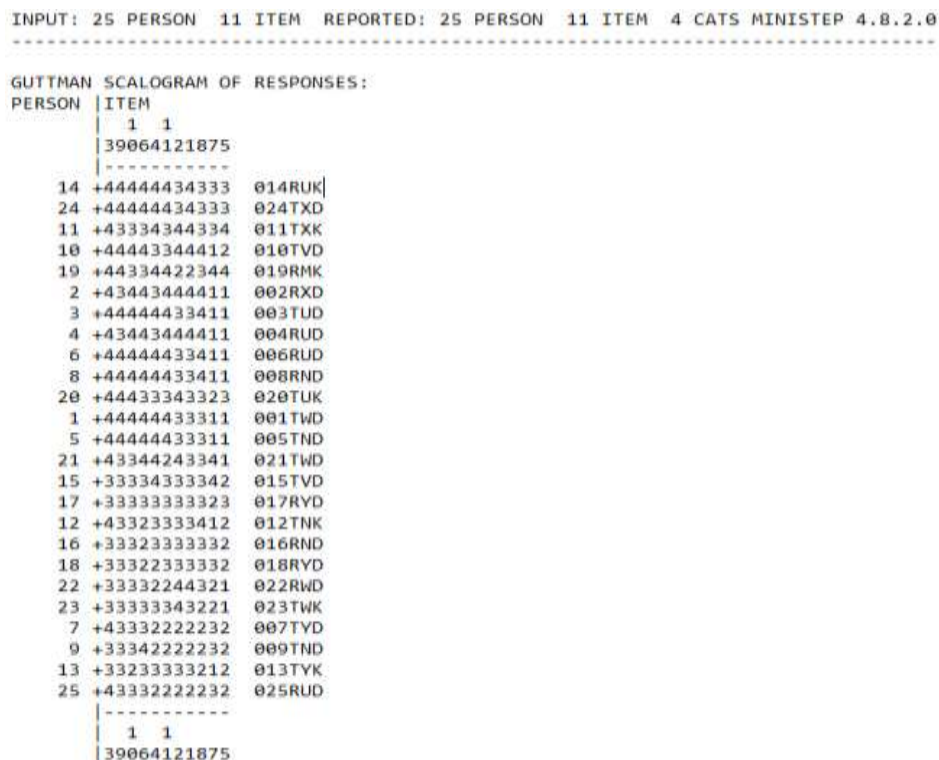 INPUT: 25 PERSON  11 ITEM  REPORTED: 25 PERSON  11 ITEM  4 CATS MINISTEP 4.8.2.0
--------------------------------------------------------------------------------
GUTTMAN SCALOGRAM OF RESPONSES:
PERSON |ITEM
       |  1  1
       |39064121875
       |-----------
    14 +44444434333  014RUK
    24 +44444434333  024TXD
    11 +43334344334  011TXK
    10 +44443344412  010TVD
    19 +44334422344  019RMK
     2 +43443444411  002RXD
     3 +44444433411  003TUD
     4 +43443444411  004RUD
     6 +44444433411  006RUD
     8 +44444433411  008RND
    20 +44433343323  020TUK
     1 +44444433311  001TWD
     5 +44444433311  005TND
    21 +43344243341  021TWD
    15 +33334333342  015TVD
    17 +33333333323  017RYD
    12 +43323333412  012TNK
    16 +33323333332  016RND
    18 +33322333332  018RYD
    22 +33332244321  022RWD
    23 +33333343221  023TWK
     7 +43332222232  007TYD
     9 +33342222232  009TND
    13 +33233333212  013TYK
    25 +43332222232  025RUD
       |-----------
       |  1  1
       |39064121875